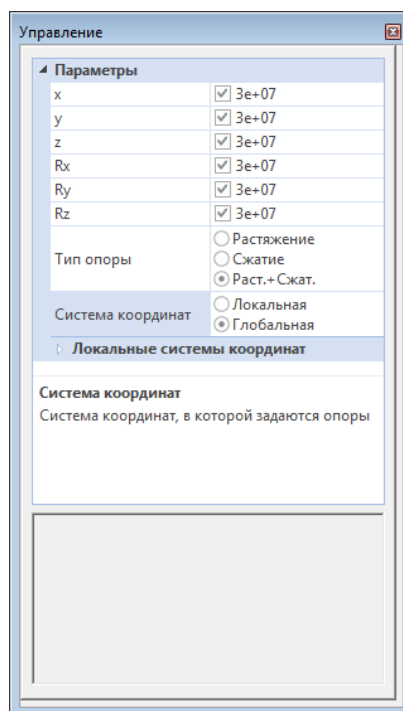 Управление
Параметры
x 3e+07
y 3e+07
z 3e+07
Rx 3e+07
Ry 3e+07
Rz 3e+07
Тип опоры
Растяжение
Сжатие
Раст.+Сжат.
Система координат
Локальная
Глобальная
Локальные системы координат
Система координат
Система координат, в которой задаются опоры